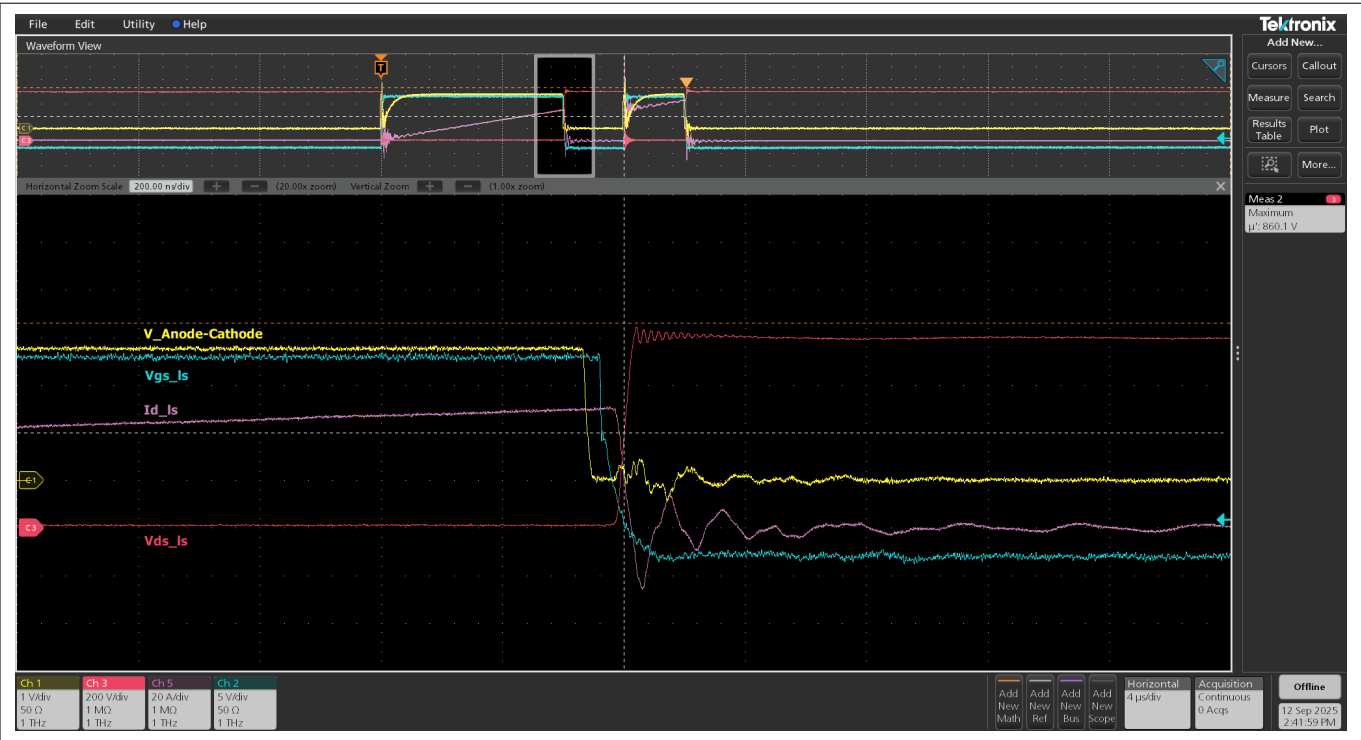 File Edit Utility Help
Tektronix
Waveform View
Add New...
Cursors Callout
Measure Search
Results Table Plot
More...
T
C1
C3
Horizontal Zoom Scale 200.00 ns/div + − (20.00x zoom) Vertical Zoom + − (1.00x zoom)
Meas 2 3
Maximum
µ': 860.1 V
V_Anode-Cathode
Vgs_ls
Id_ls
C1
C3
Vds_ls
Ch 1
1 V/div
50 Ω
1 THz
Ch 3
200 V/div
1 MΩ
1 THz
Ch 5
20 A/div
1 MΩ
1 THz
Ch 2
5 V/div
50 Ω
1 THz
Add New Math
Add New Ref
Add New Bus
Add New Scope
Horizontal
4 µs/div
Acquisition
Continuous
0 Acqs
Offline
12 Sep 2025
2:41:59 PM